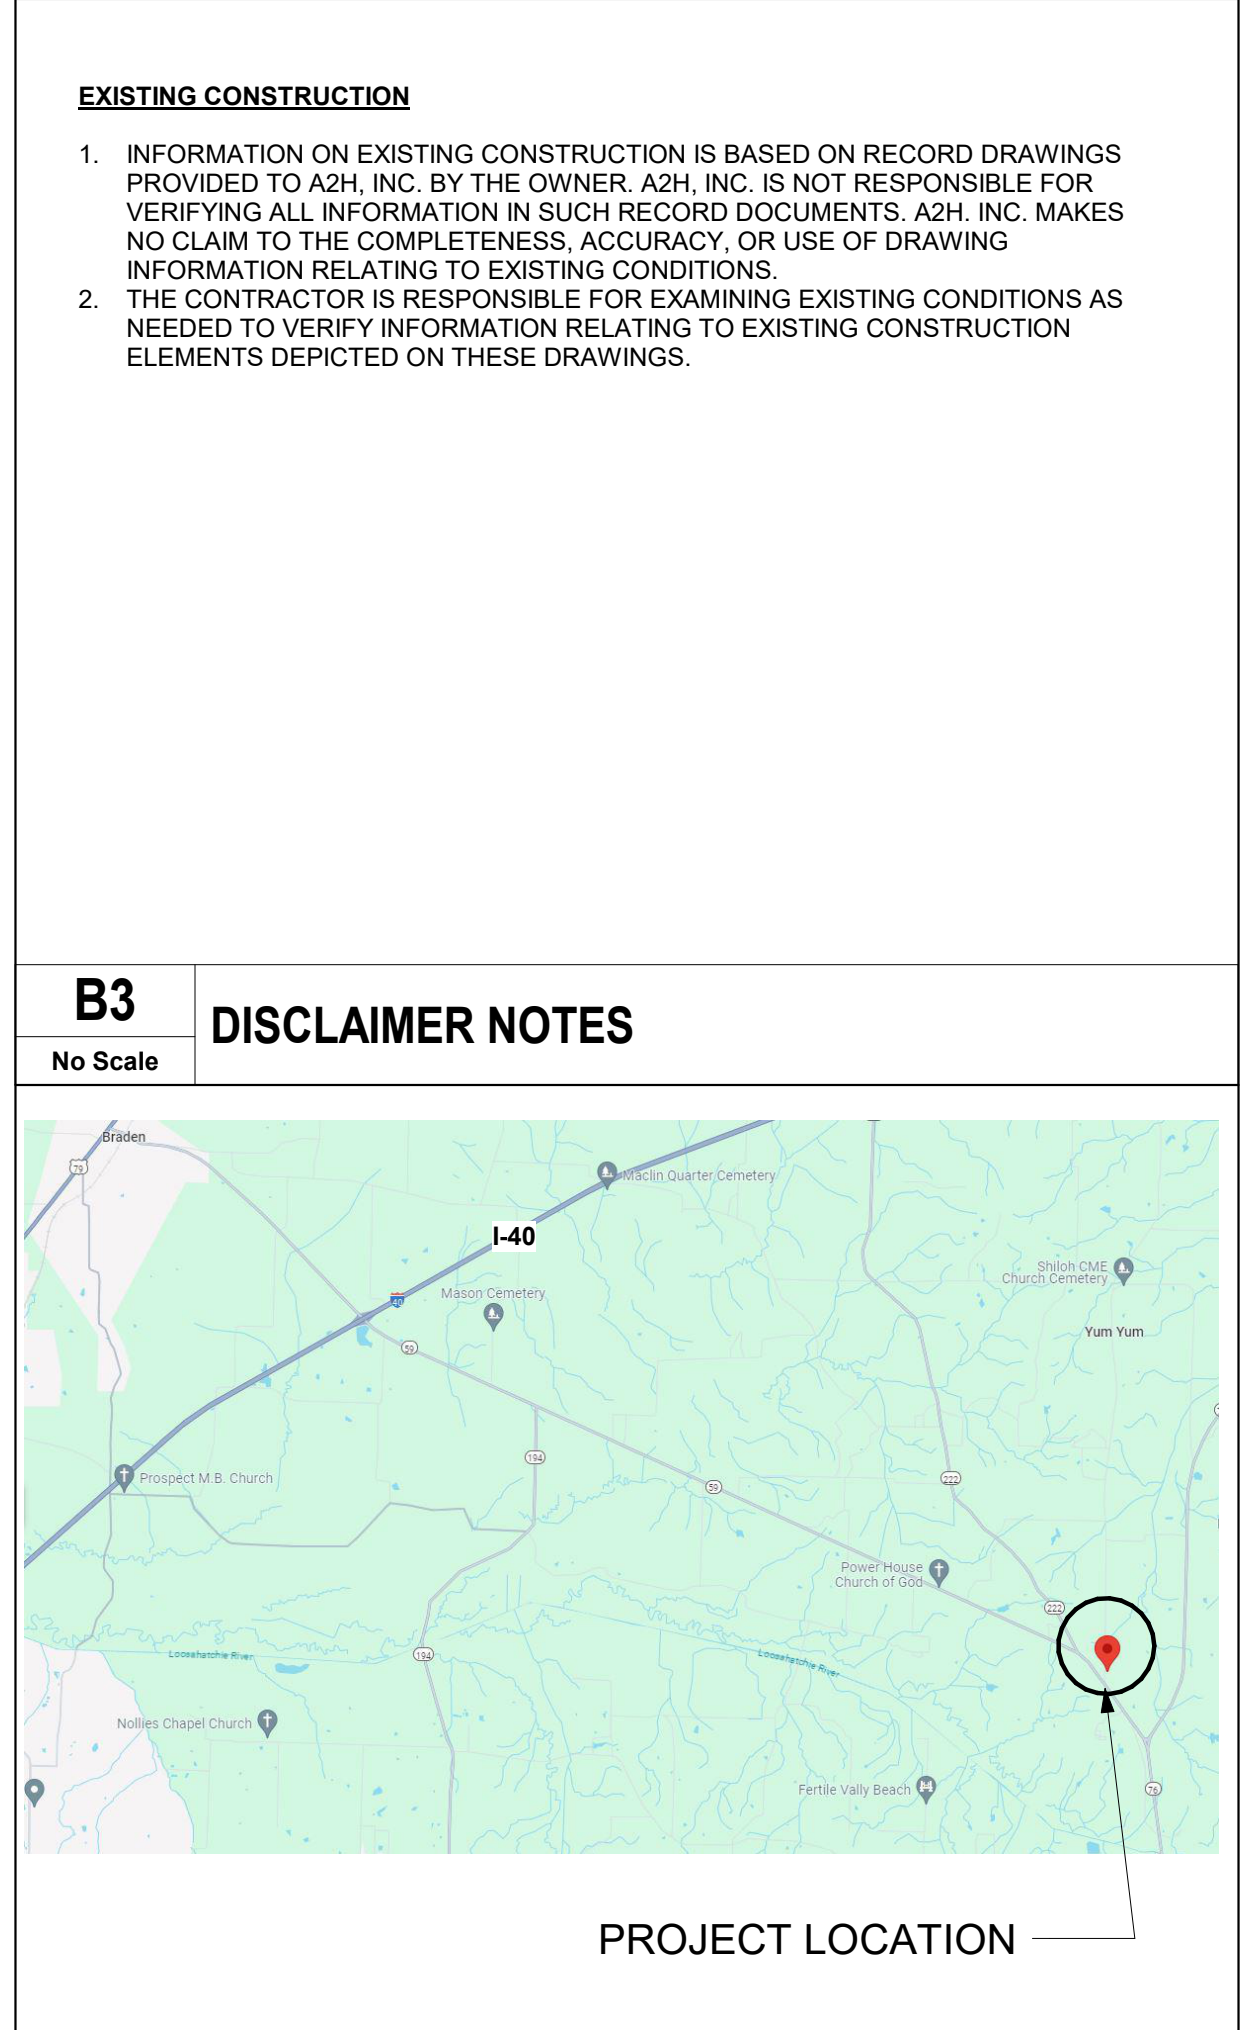 EXISTING CONSTRUCTION
1. INFORMATION ON EXISTING CONSTRUCTION IS BASED ON RECORD DRAWINGS
PROVIDED TO A2H, INC. BY THE OWNER. A2H, INC. IS NOT RESPONSIBLE FOR
VERIFYING ALL INFORMATION IN SUCH RECORD DOCUMENTS. A2H. INC. MAKES
NO CLAIM TO THE COMPLETENESS, ACCURACY, OR USE OF DRAWING
INFORMATION RELATING TO EXISTING CONDITIONS.
2. THE CONTRACTOR IS RESPONSIBLE FOR EXAMINING EXISTING CONDITIONS AS
NEEDED TO VERIFY INFORMATION RELATING TO EXISTING CONSTRUCTION
ELEMENTS DEPICTED ON THESE DRAWINGS.
B3
No Scale
DISCLAIMER NOTES
Braden
79
Maclin Quarter Cemetery
I-40
Shiloh CME
Church Cemetery
Mason Cemetery
40
Yum Yum
59
194
Prospect M.B. Church
59
222
Power House
Church of God
222
Loosahatchie River
194
Loosahatchie River
Nollies Chapel Church
Fertile Vally Beach
76
PROJECT LOCATION